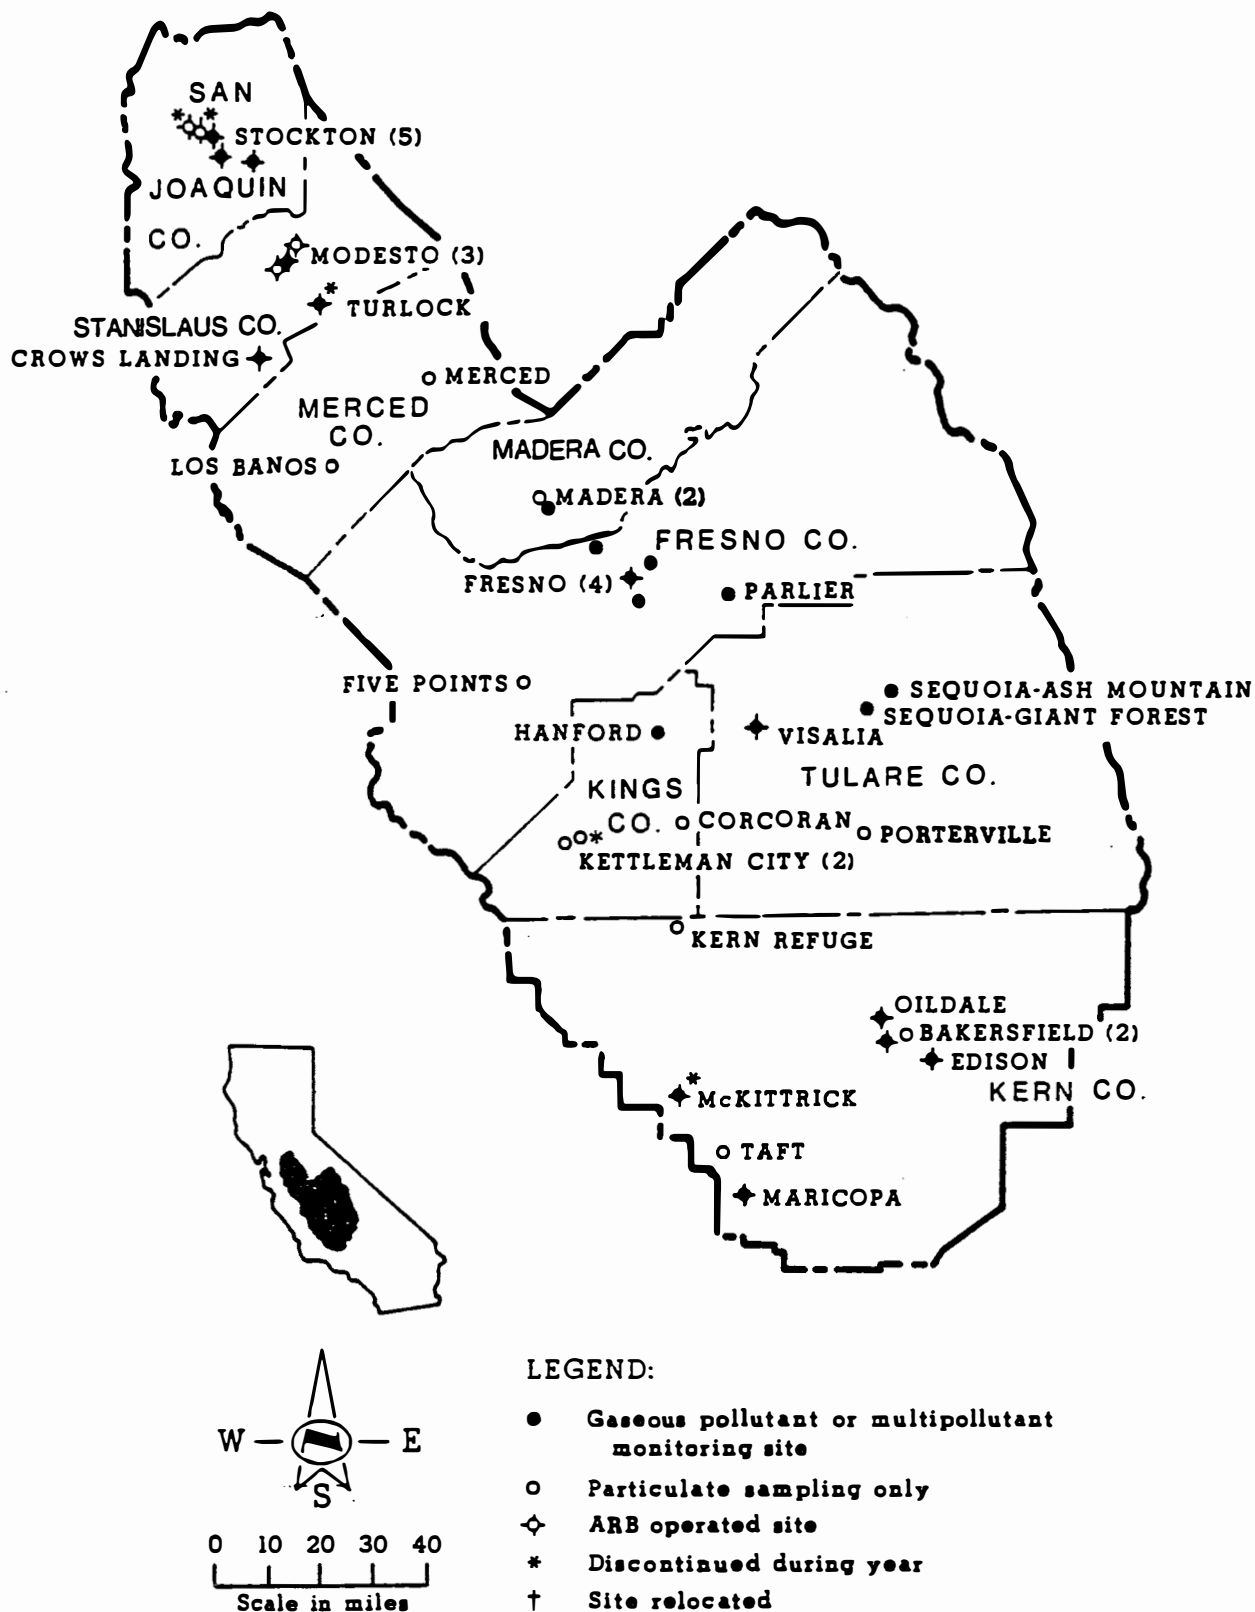 SAN
* *
STOCKTON (5)
JOAQUIN
CO.
MODESTO (3)
*
TURLOCK
STANISLAUS CO.
CROWS LANDING
MERCED
MERCED
CO.
MADERA CO.
LOS BANOS
MADERA (2)
FRESNO CO.
FRESNO (4)
PARLIER
FIVE POINTS
SEQUOIA-ASH MOUNTAIN
SEQUOIA-GIANT FOREST
HANFORD
VISALIA
TULARE CO.
KINGS
CO.
CORCORAN
*
PORTERVILLE
KETTLEMAN CITY (2)
KERN REFUGE
OILDALE
BAKERSFIELD (2)
EDISON
KERN CO.
*
McKITTRICK
TAFT
MARICOPA
LEGEND:
Gaseous pollutant or multipollutant
monitoring site
Particulate sampling only
ARB operated site
* Discontinued during year
† Site relocated
W E
S
0 10 20 30 40
Scale in miles